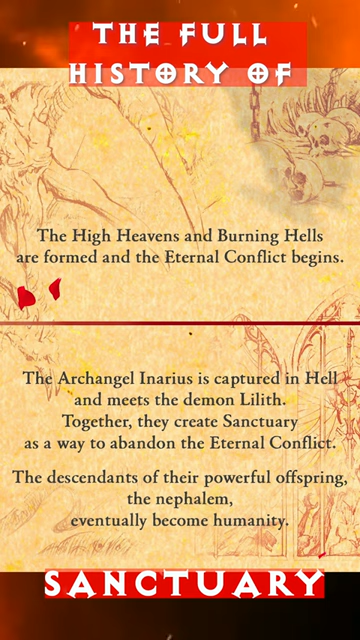 THE FULL
HISTORY OF
The High Heavens and Burning Hells
are formed and the Eternal Conflict begins.
The Archangel Inarius is captured in Hell
and meets the demon Lilith.
Together, they create Sanctuary
as a way to abandon the Eternal Conflict.
The descendants of their powerful offspring,
the nephalem,
eventually become humanity.
SANCTUARY